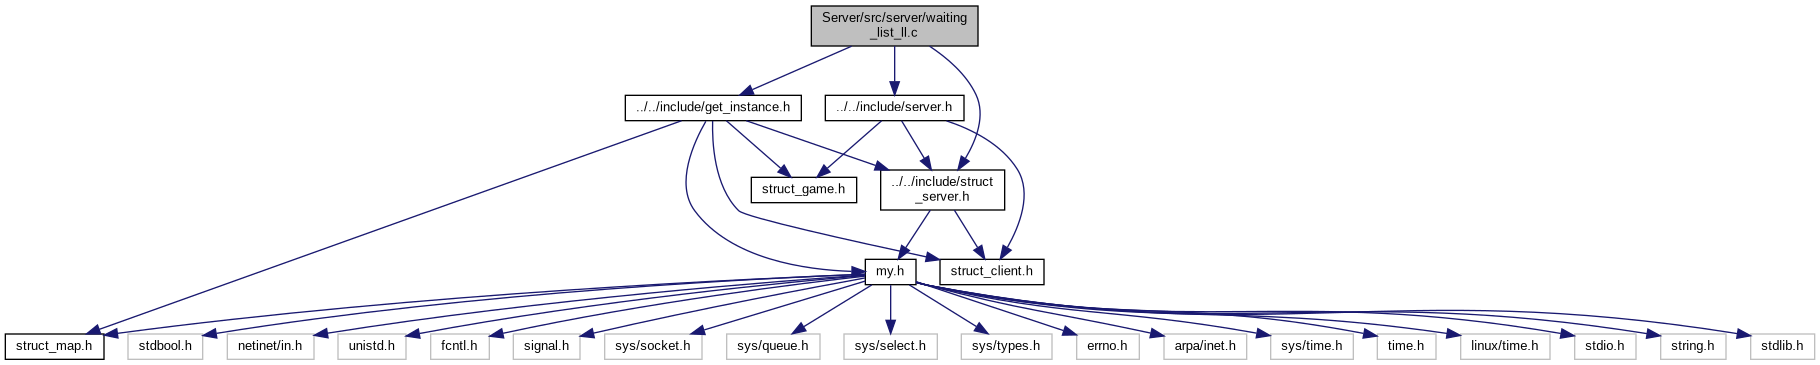 Server/src/server/waiting
_list_ll.c
../../include/get_instance.h
../../include/server.h
struct_game.h
../../include/struct
_server.h
my.h
struct_client.h
struct_map.h
stdbool.h
netinet/in.h
unistd.h
fcntl.h
signal.h
sys/socket.h
sys/queue.h
sys/select.h
sys/types.h
errno.h
arpa/inet.h
sys/time.h
time.h
linux/time.h
stdio.h
string.h
stdlib.h